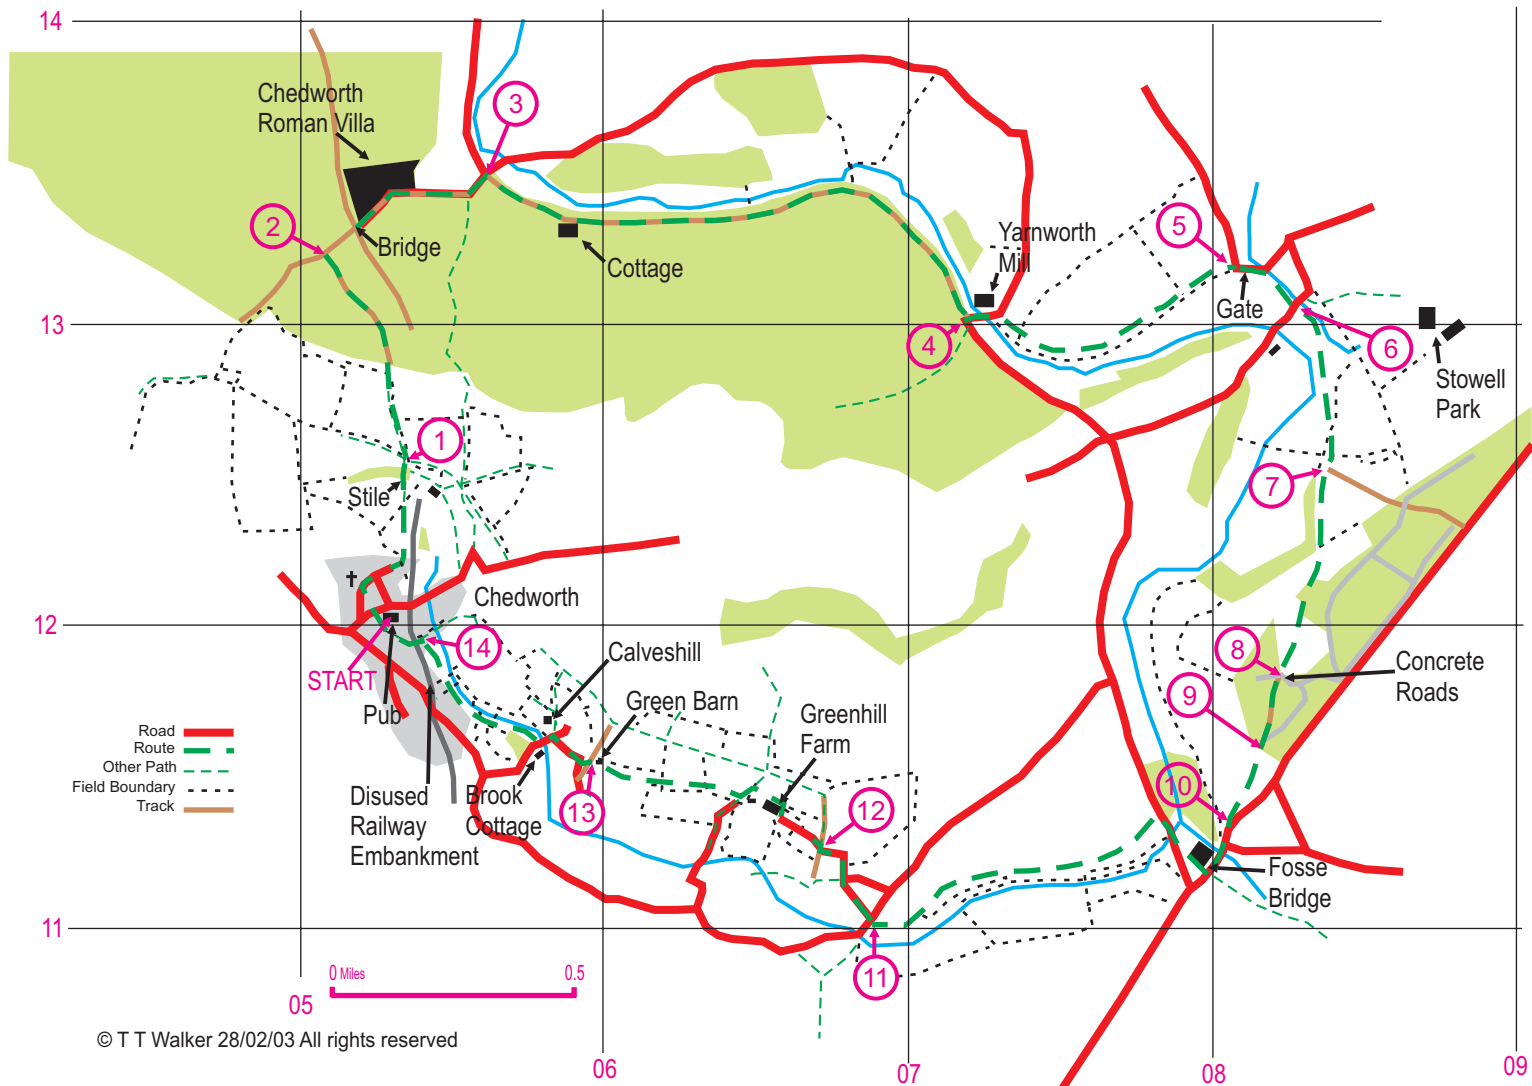 14
Chedworth
Roman Villa
3
2
Bridge
Cottage
Yarnworth
Mill
5
Gate
13
4
6
Stowell
Park
1
Stile
7
Chedworth
12
14
START
Calveshill
8
Concrete
Roads
9
Pub
Green Barn
Greenhill
Farm
Road
Route
Other Path
Field Boundary
Track
10
Disused
Railway
Embankment
Brook
Cottage
13
12
Fosse
Bridge
11
11
0 Miles
0.5
05
© T T Walker 28/02/03 All rights reserved
06
07
08
09